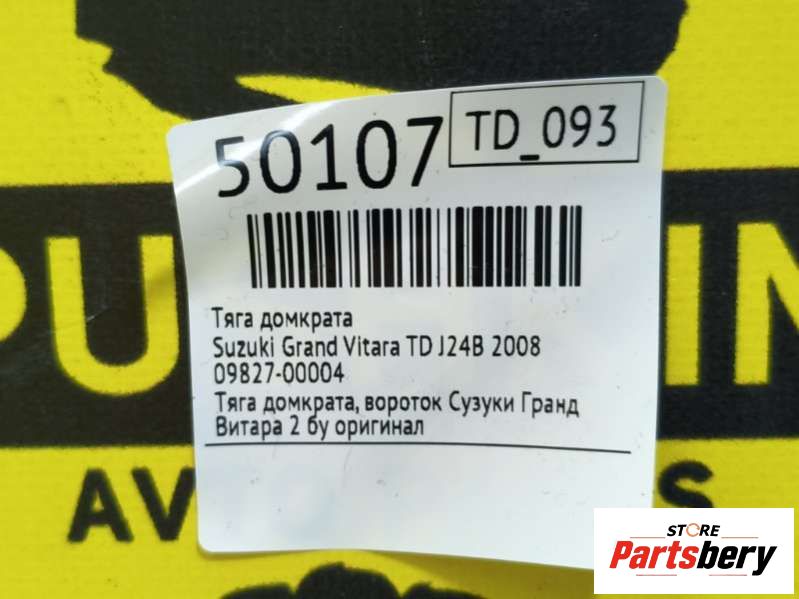 50107
TD_093
Тяга домкрата
Suzuki Grand Vitara TD J24B 2008
09827-00004
Тяга домкрата, вороток Сузуки Гранд
Витара 2 бу оригинал
STORE
Partsbery